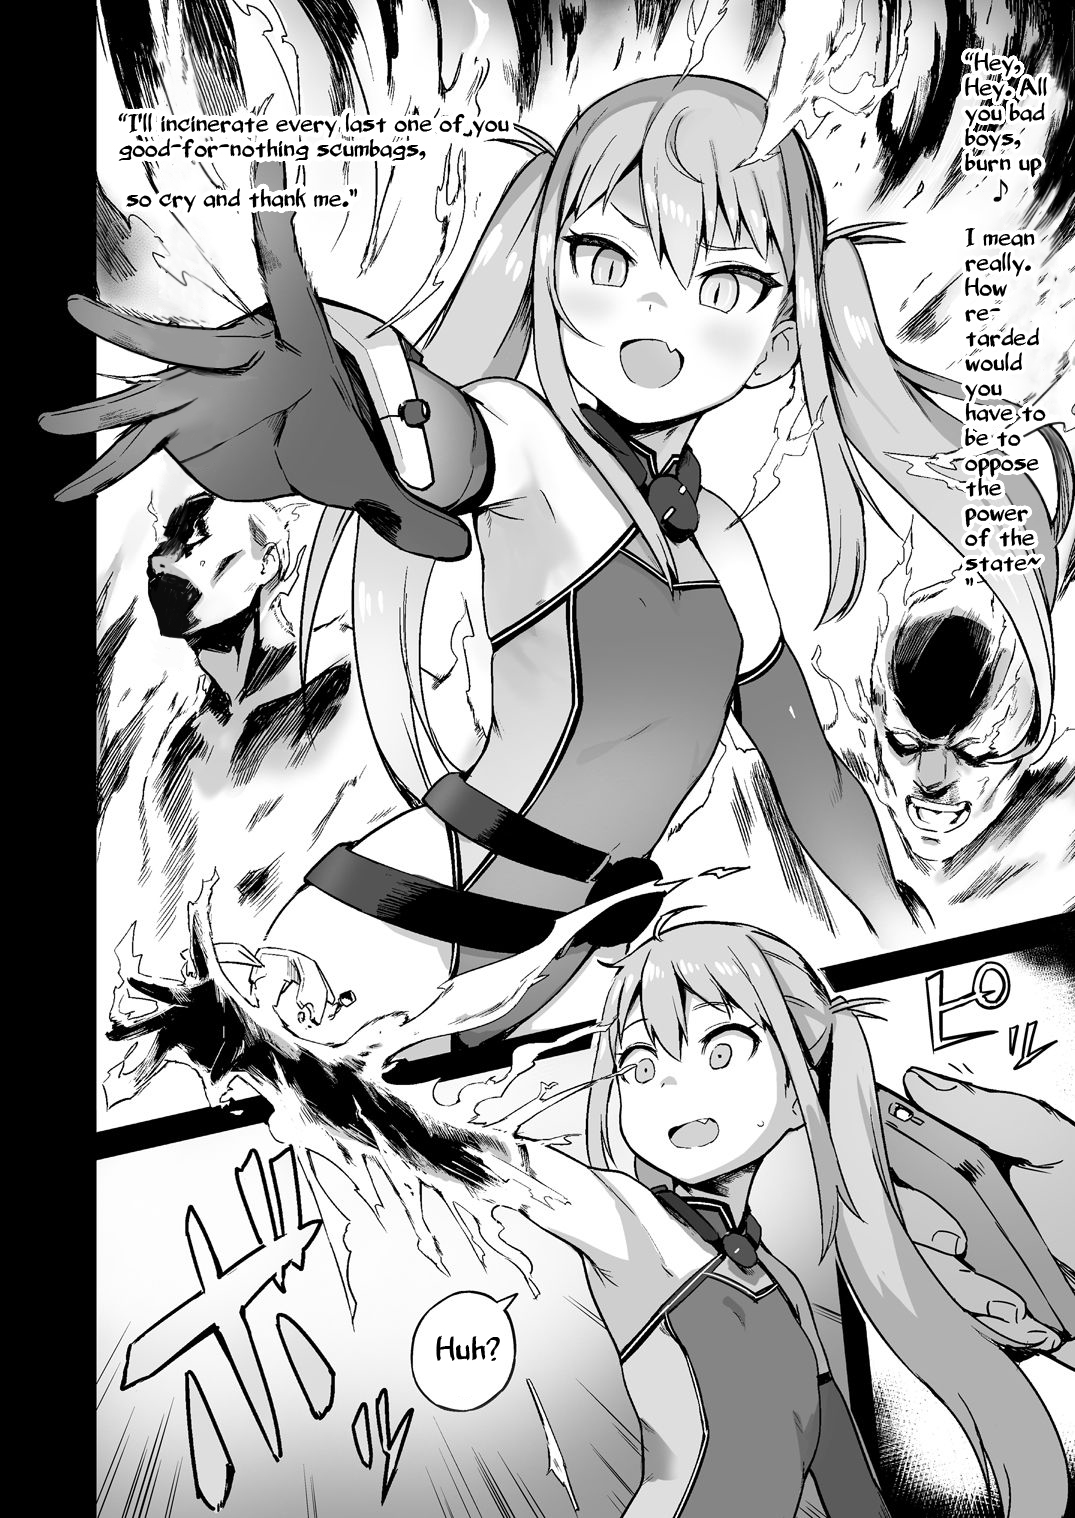 “Hey,
Hey. All
you bad
boys,
burn up
♪
I mean
really.
How
re-
tarded
would
you
have to
be to
oppose
the
power
of the
state~
”
“I'll incinerate every last one of you
good-for-nothing scumbags,
so cry and thank me.”
ピッ
ボッ
Huh?
ッ